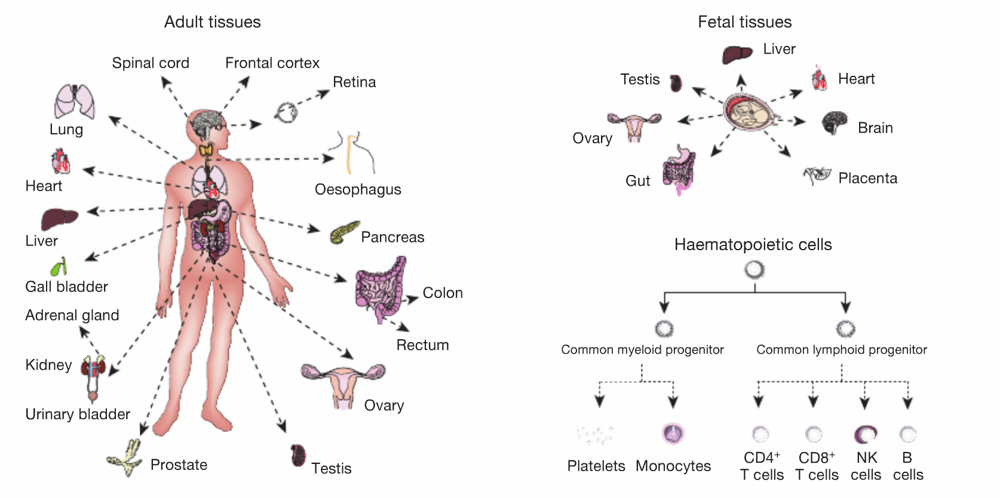 Adult tissues
Spinal cord
Frontal cortex
Retina
Lung
Heart
Oesophagus
Liver
Pancreas
Gall bladder
Colon
Adrenal gland
Rectum
Kidney
Ovary
Urinary bladder
Prostate
Testis
Fetal tissues
Liver
Testis
Heart
Ovary
Brain
Gut
Placenta
Haematopoietic cells
Common myeloid progenitor
Common lymphoid progenitor
Platelets
Monocytes
CD4⁺
T cells
CD8⁺
T cells
NK
cells
B
cells